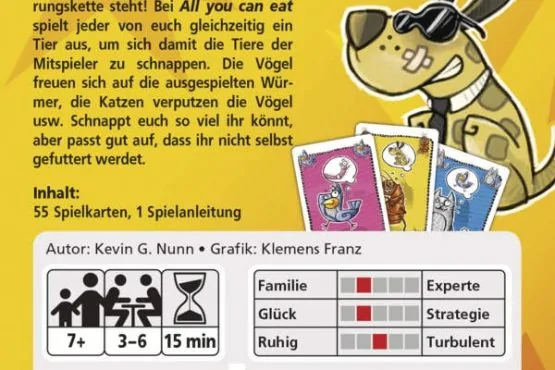 rungskette steht! Bei All you can eat
spielt jeder von euch gleichzeitig ein
Tier aus, um sich damit die Tiere der
Mitspieler zu schnappen. Die Vögel
freuen sich auf die ausgespielten Wür-
mer, die Katzen verputzen die Vögel
usw. Schnappt euch so viel ihr könnt,
aber passt gut auf, dass ihr nicht selbst
gefuttert werdet.
Inhalt:
55 Spielkarten, 1 Spielanleitung
Autor: Kevin G. Nunn • Grafik: Klemens Franz
7+ 3–6 15 min
Familie Experte
Glück Strategie
Ruhig Turbulent